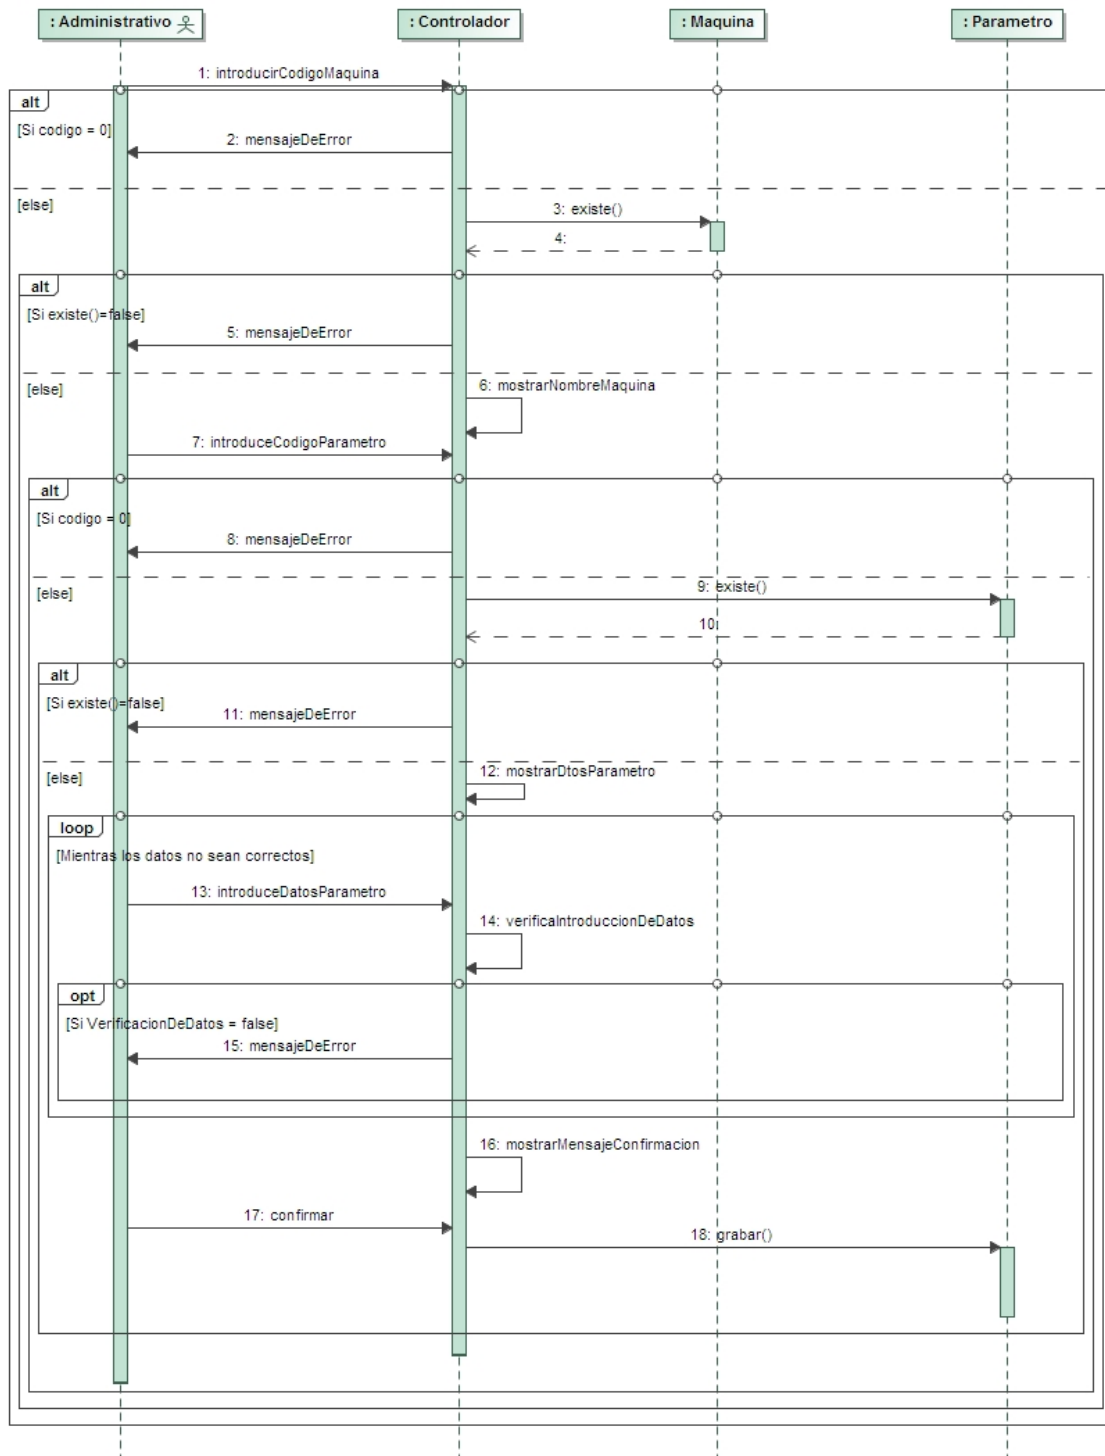 : Administrativo
: Controlador
: Maquina
: Parametro
1: introducirCodigoMaquina
alt
[Si codigo = 0]
2: mensajeDeError
[else]
3: existe()
4:
alt
[Si existe()=false]
5: mensajeDeError
[else]
6: mostrarNombreMaquina
7: introduceCodigoParametro
alt
[Si codigo = 0]
8: mensajeDeError
[else]
9: existe()
10:
alt
[Si existe()=false]
11: mensajeDeError
[else]
12: mostrarDtosParametro
loop
[Mientras los datos no sean correctos]
13: introduceDatosParametro
14: verificaIntroduccionDeDatos
opt
[Si VerificacionDeDatos = false]
15: mensajeDeError
16: mostrarMensajeConfirmacion
17: confirmar
18: grabar()